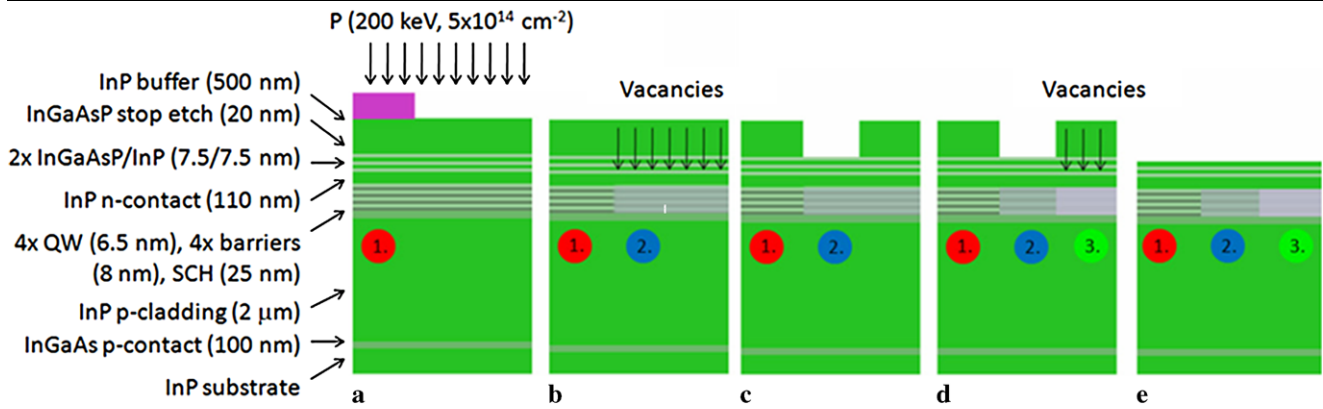 P (200 keV, 5x10¹⁴ cm⁻²)
InP buffer (500 nm)
InGaAsP stop etch (20 nm)
2x InGaAsP/InP (7.5/7.5 nm)
InP n-contact (110 nm)
4x QW (6.5 nm), 4x barriers
(8 nm), SCH (25 nm)
InP p-cladding (2 μm)
InGaAs p-contact (100 nm)
InP substrate
Vacancies
Vacancies
1.
1. 2.
1. 2.
1. 2. 3.
1. 2. 3.
a b c d e